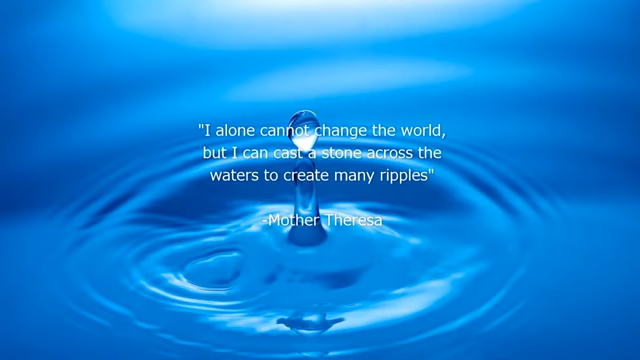 "I alone cannot change the world,
but I can cast a stone across the
waters to create many ripples"
-Mother Theresa